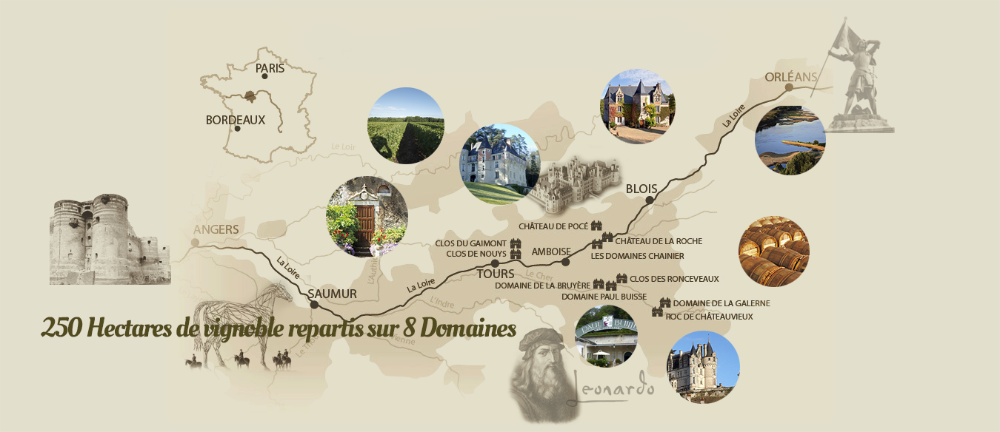 PARIS
BORDEAUX
ORLÉANS
La Loire
Le Loir
BLOIS
ANGERS
CHÂTEAU DE POCÉ
CLOS DU GAIMONT
CHÂTEAU DE LA ROCHE
CLOS DE NOUYS
AMBOISE
LES DOMAINES CHAINIER
La Loire
TOURS
Le Cher
CLOS DES RONCEVEAUX
La Loire
DOMAINE DE LA BRUYÈRE
SAUMUR
DOMAINE PAUL BUISSE
L'Indre
DOMAINE DE LA GALERNE
ROC DE CHÂTEAUVIEUX
250 Hectares de vignoble repartis sur 8 Domaines
PAUL BUISSE
Leonardo